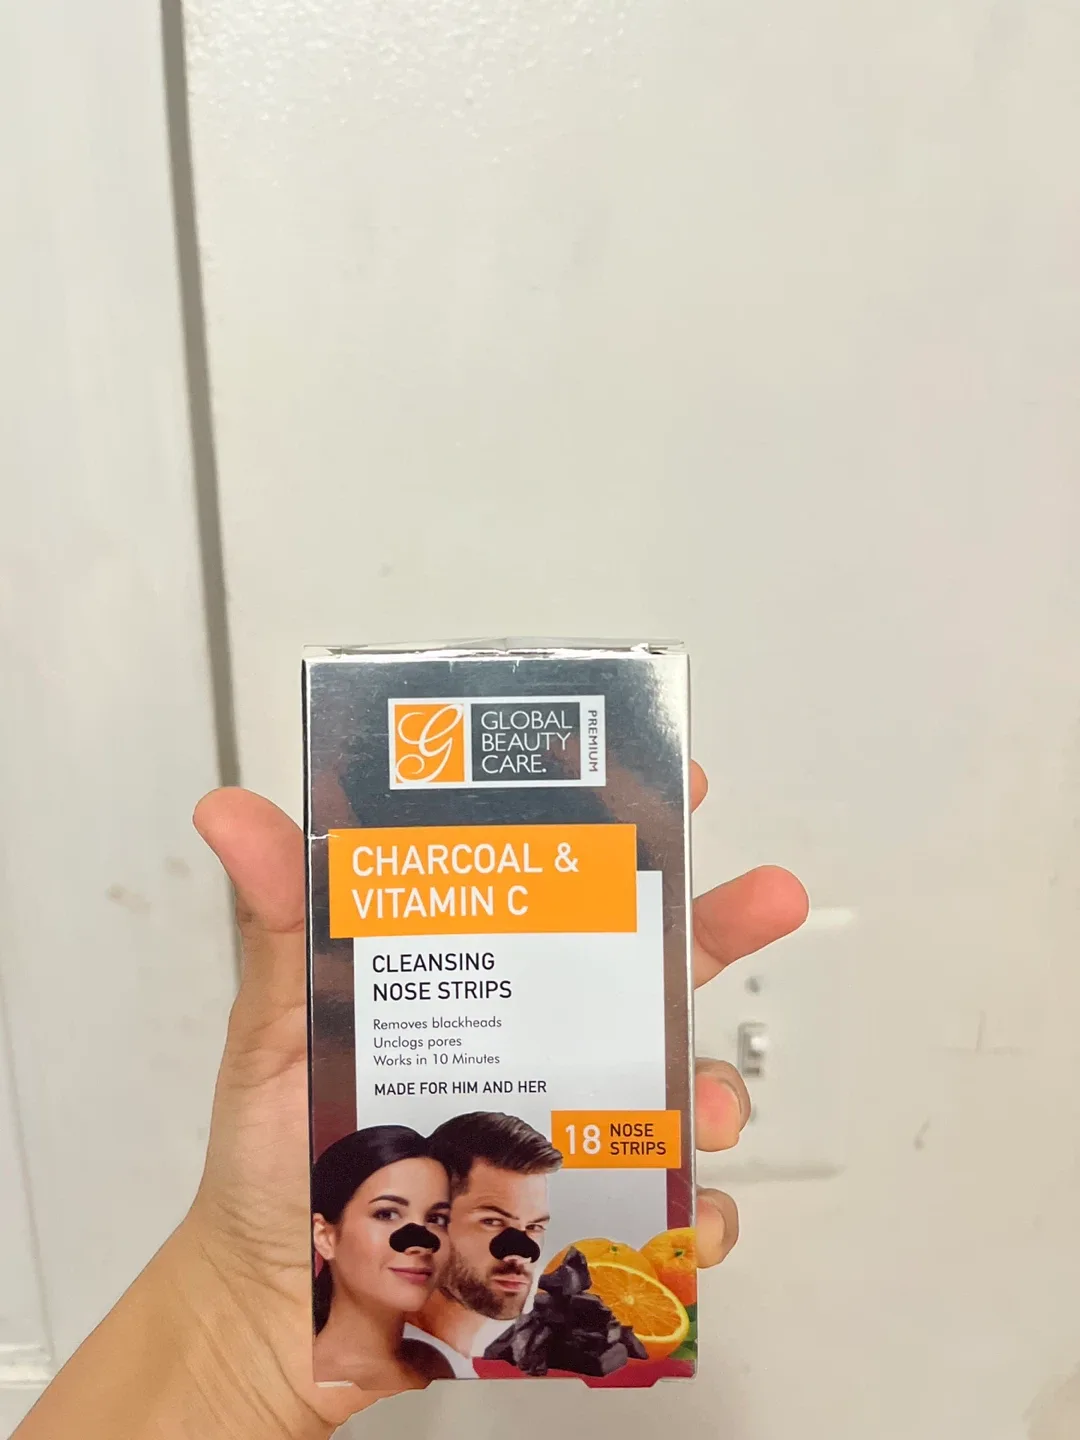 G
GLOBAL
BEAUTY
CARE.
PREMIUM
CHARCOAL &
VITAMIN C
CLEANSING
NOSE STRIPS
Removes blackheads
Unclogs pores
Works in 10 Minutes
MADE FOR HIM AND HER
18 NOSE
STRIPS